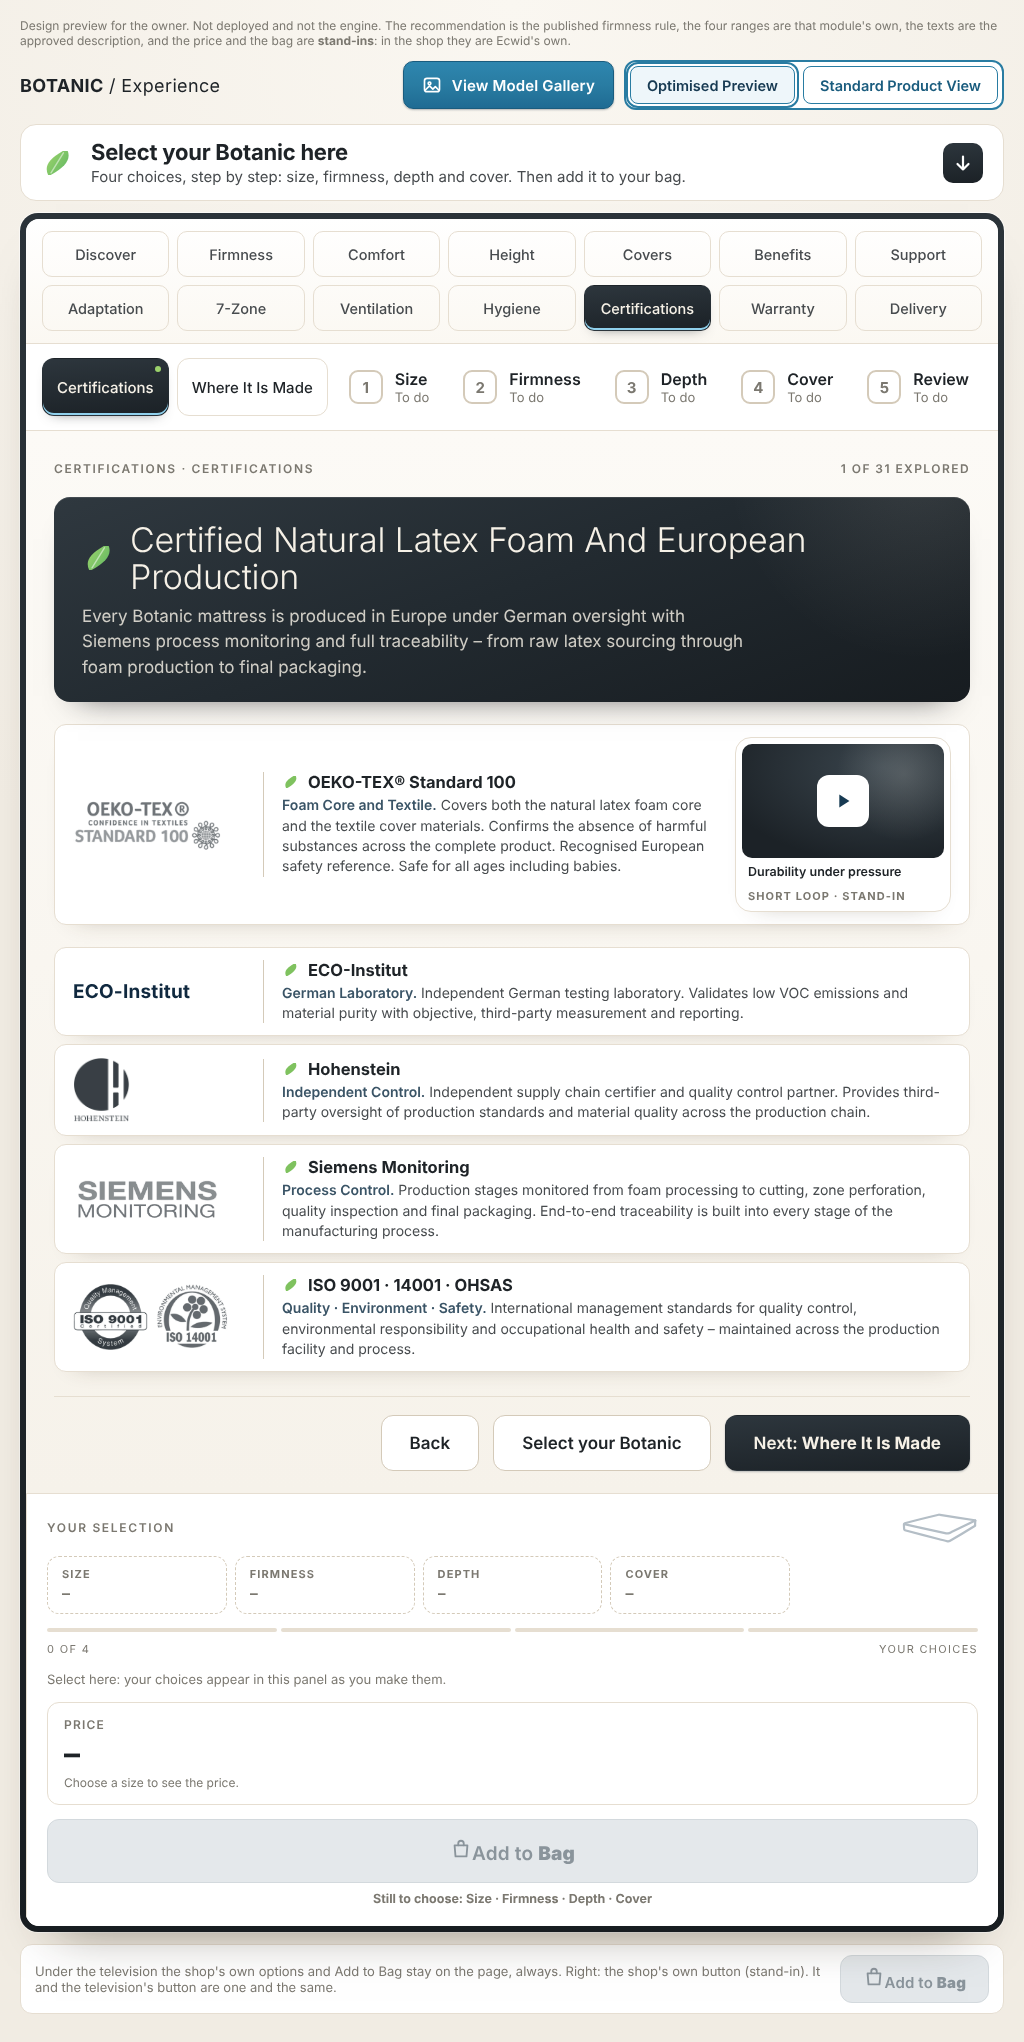 Design preview for the owner. Not deployed and not the engine. The recommendation is the published firmness rule, the four ranges are that module's own, the texts are the
approved description, and the price and the bag are stand-ins: in the shop they are Ecwid's own.
BOTANIC / Experience
View Model Gallery
Optimised Preview
Standard Product View
Select your Botanic here
Four choices, step by step: size, firmness, depth and cover. Then add it to your bag.
Discover
Firmness
Comfort
Height
Covers
Benefits
Support
Adaptation
7-Zone
Ventilation
Hygiene
Certifications
Warranty
Delivery
Certifications
Where It Is Made
1
Size
To do
2
Firmness
To do
3
Depth
To do
4
Cover
To do
5
Review
To do
CERTIFICATIONS · CERTIFICATIONS
1 OF 31 EXPLORED
Certified Natural Latex Foam And European
Production
Every Botanic mattress is produced in Europe under German oversight with
Siemens process monitoring and full traceability – from raw latex sourcing through
foam production to final packaging.
OEKO-TEX®
CONFIDENCE IN TEXTILES
STANDARD 100
OEKO-TEX® Standard 100
Foam Core and Textile. Covers both the natural latex foam core
and the textile cover materials. Confirms the absence of harmful
substances across the complete product. Recognised European
safety reference. Safe for all ages including babies.
Durability under pressure
SHORT LOOP · STAND-IN
ECO-Institut
ECO-Institut
German Laboratory. Independent German testing laboratory. Validates low VOC emissions and
material purity with objective, third-party measurement and reporting.
HOHENSTEIN
Hohenstein
Independent Control. Independent supply chain certifier and quality control partner. Provides third-
party oversight of production standards and material quality across the production chain.
SIEMENS
MONITORING
Siemens Monitoring
Process Control. Production stages monitored from foam processing to cutting, zone perforation,
quality inspection and final packaging. End-to-end traceability is built into every stage of the
manufacturing process.
Quality Management
ISO 9001
Certified
System
ENVIRONMENTAL MANAGEMENT SYSTEM
ISO 14001
ISO 9001 · 14001 · OHSAS
Quality · Environment · Safety. International management standards for quality control,
environmental responsibility and occupational health and safety – maintained across the production
facility and process.
Back
Select your Botanic
Next: Where It Is Made
YOUR SELECTION
SIZE
–
FIRMNESS
–
DEPTH
–
COVER
–
0 OF 4
YOUR CHOICES
Select here: your choices appear in this panel as you make them.
PRICE
–
Choose a size to see the price.
Add to Bag
Still to choose: Size · Firmness · Depth · Cover
Under the television the shop's own options and Add to Bag stay on the page, always. Right: the shop's own button (stand-in). It
and the television's button are one and the same.
Add to Bag